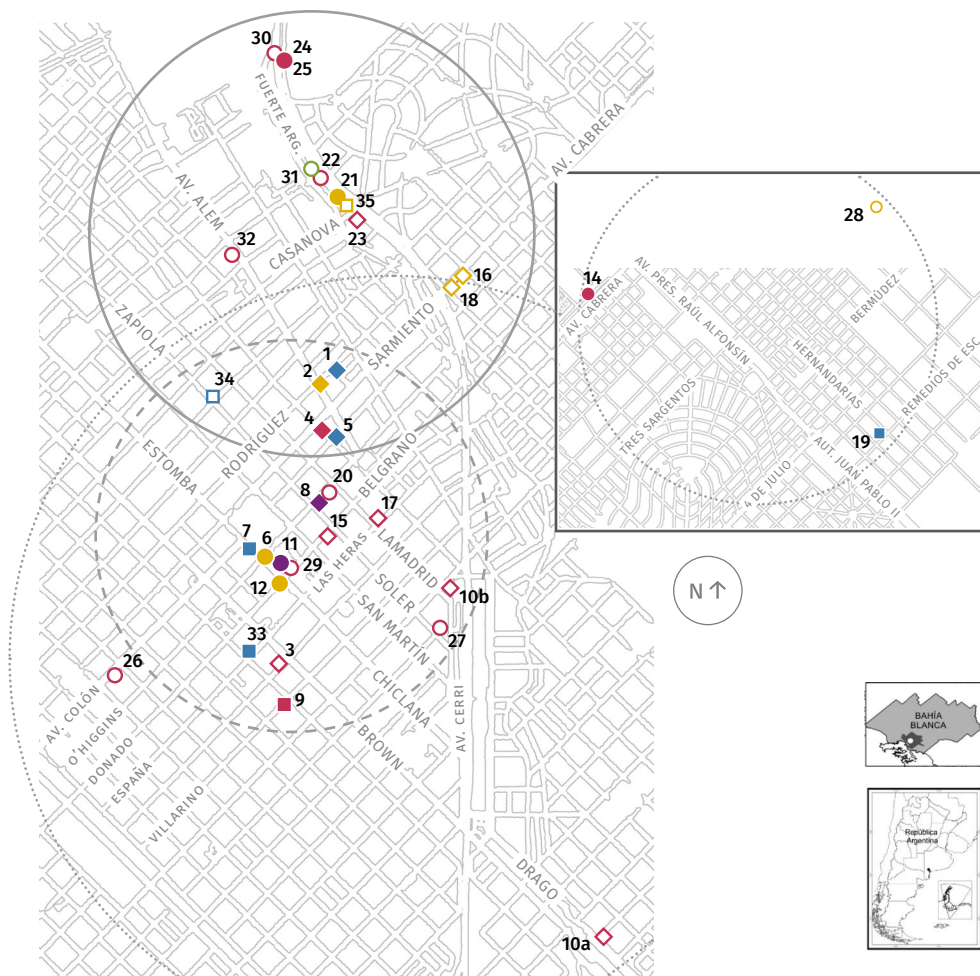 30
24
25
FUERTE ARG.
AV. CABRERA
22
31
21
35
23
AV. ALEM
CASANOVA
32
16
18
ZAPIOLA
SARMIENTO
1
2
34
4
5
RODRIGUEZ
ESTOMBA
BELGRANO
20
8
17
15
7
6
11
29
12
LAS HERAS
LAMADRID
SOLER
SAN MARTÍN
10b
27
33
3
26
9
CHICLANA
BROWN
AV. CERRI
AV. COLÓN
O'HIGGINS
DONADO
ESPAÑA
VILLARINO
DRAGO
10a
28
14
AV. CABRERA
AV. PRES. RAÚL ALFONSÍN
BERMÚDEZ
HERNANDARIAS
REMEDIOS DE ESC.
TRES SARGENTOS
19
AUT. JUAN PABLO II
DE JULIO
N ↑
BAHÍA
BLANCA
República
Argentina